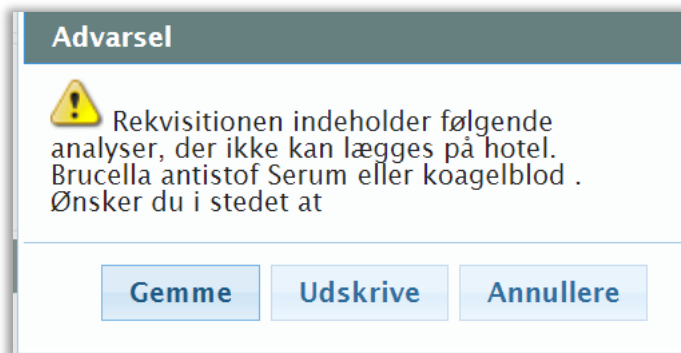 Advarsel
Rekvisitionen indeholder følgende
analyser, der ikke kan lægges på hotel.
Brucella antistof Serum eller koagelblod .
Ønsker du i stedet at
Gemme Udskrive Annullere